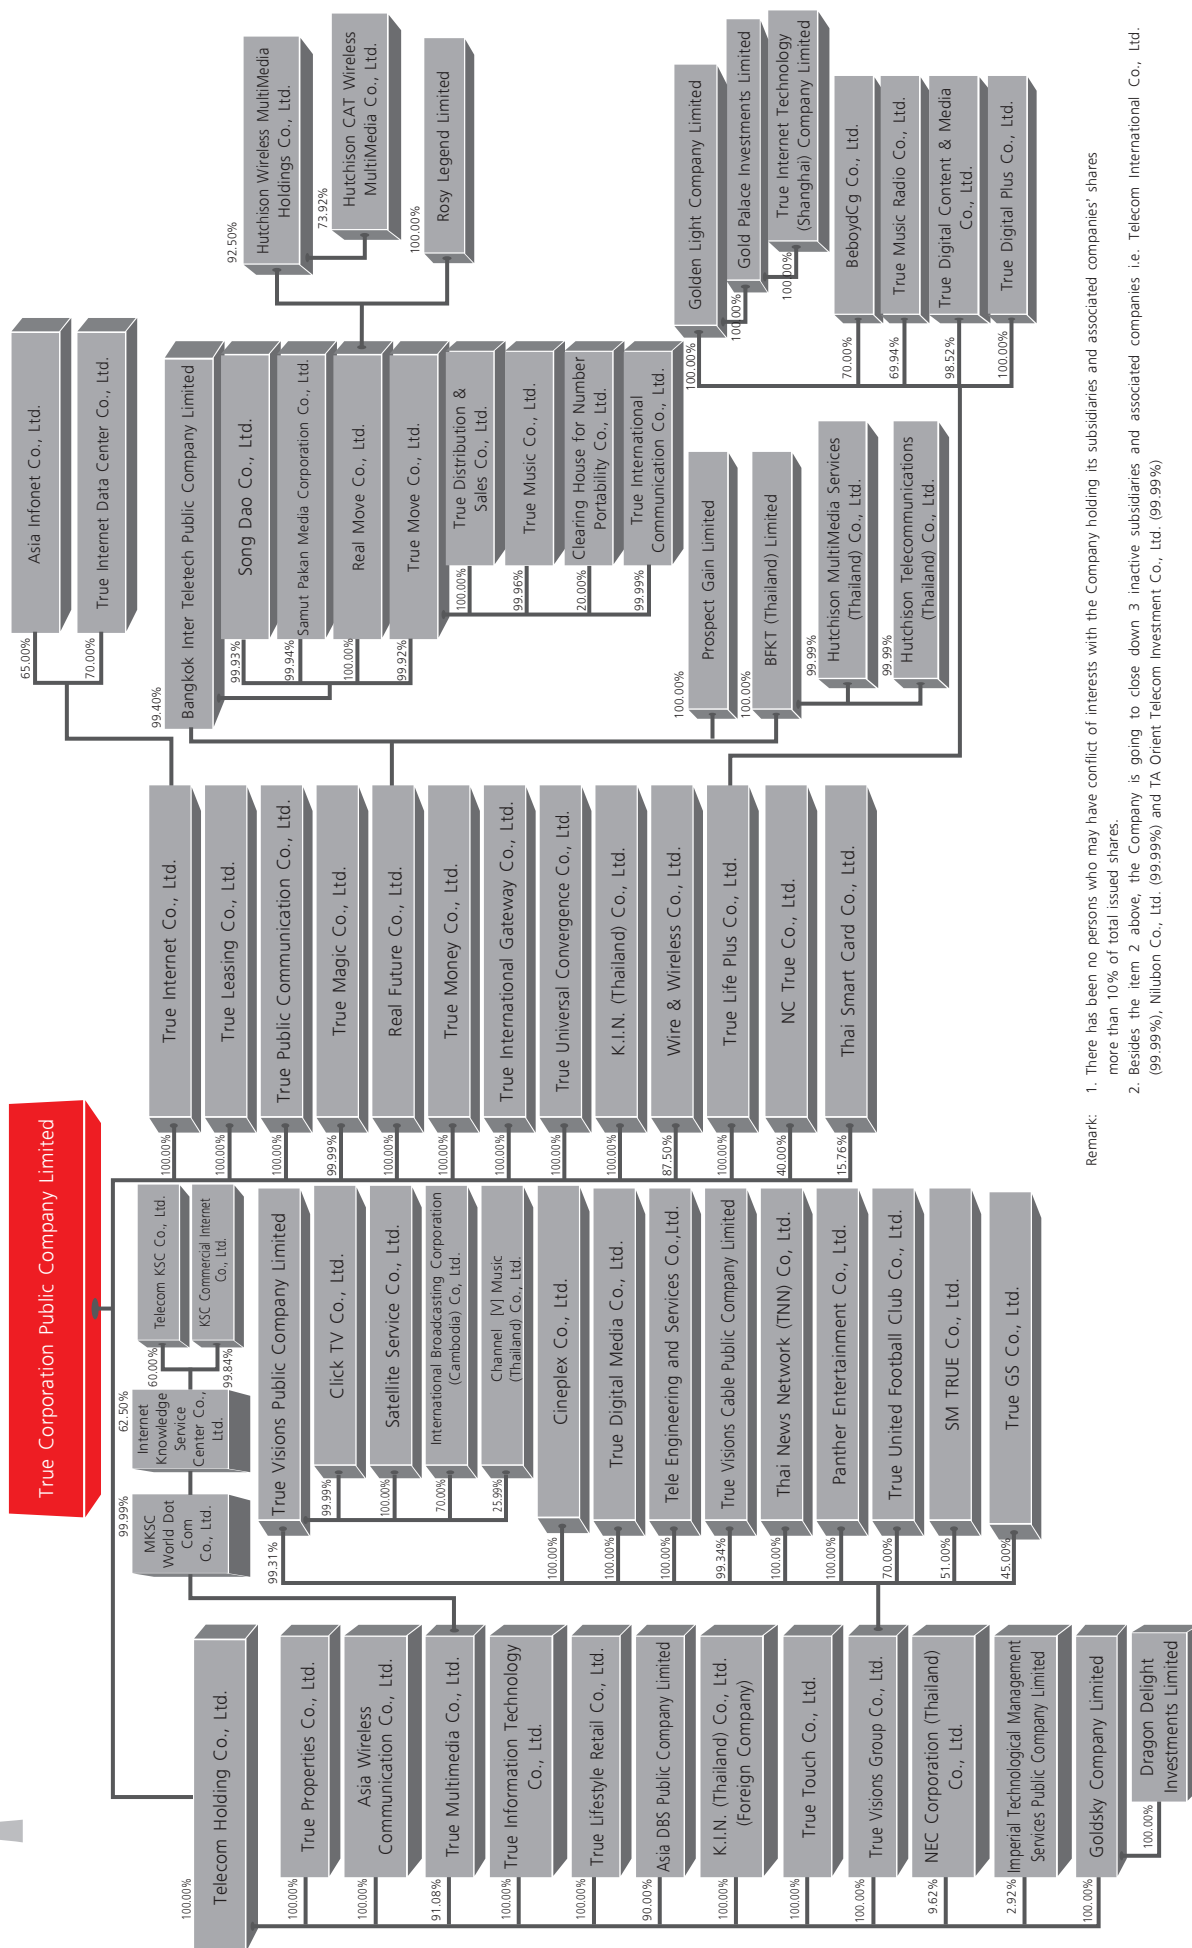 True Corporation Public Company Limited
100.00%
Telecom Holding Co., Ltd.
100.00%
True Properties Co., Ltd.
100.00%
Asia Wireless
Communication Co., Ltd.
91.08%
True Multimedia Co., Ltd.
100.00%
True Information Technology
Co., Ltd.
100.00%
True Lifestyle Retail Co., Ltd.
90.00%
Asia DBS Public Company Limited
100.00%
K.I.N. (Thailand) Co., Ltd.
(Foreign Company)
100.00%
True Touch Co., Ltd.
100.00%
True Visions Group Co., Ltd.
9.62%
NEC Corporation (Thailand)
Co., Ltd.
2.92%
Imperial Technological Management
Services Public Company Limited
100.00%
Goldsky Company Limited
100.00%
Dragon Delight
Investments Limited
99.99%
MKSC
World Dot
Com
Co., Ltd.
62.50%
Internet
Knowledge
Service
Center Co.,
Ltd.
60.00%
Telecom KSC Co., Ltd.
99.84%
KSC Commercial Internet
Co., Ltd.
99.31%
True Visions Public Company Limited
99.99%
Click TV Co., Ltd.
100.00%
Satellite Service Co., Ltd.
70.00%
International Broadcasting Corporation
(Cambodia) Co, Ltd.
25.99%
Channel [V] Music
(Thailand) Co., Ltd.
100.00%
Cineplex Co., Ltd.
100.00%
True Digital Media Co., Ltd.
100.00%
Tele Engineering and Services Co.,Ltd.
99.34%
True Visions Cable Public Company Limited
100.00%
Thai News Network (TNN) Co, Ltd.
100.00%
Panther Entertainment Co., Ltd.
70.00%
True United Football Club Co., Ltd.
51.00%
SM TRUE Co., Ltd.
45.00%
True GS Co., Ltd.
100.00%
True Internet Co., Ltd.
100.00%
True Leasing Co., Ltd.
100.00%
True Public Communication Co., Ltd.
99.99%
True Magic Co., Ltd.
100.00%
Real Future Co., Ltd.
100.00%
True Money Co., Ltd.
100.00%
True International Gateway Co., Ltd.
100.00%
True Universal Convergence Co., Ltd.
100.00%
K.I.N. (Thailand) Co., Ltd.
87.50%
Wire & Wireless Co., Ltd.
100.00%
True Life Plus Co., Ltd.
40.00%
NC True Co., Ltd.
15.76%
Thai Smart Card Co., Ltd.
65.00%
Asia Infonet Co., Ltd.
70.00%
True Internet Data Center Co., Ltd.
99.40%
Bangkok Inter Teletech Public Company Limited
99.93%
Song Dao Co., Ltd.
99.94%
Samut Pakan Media Corporation Co., Ltd.
100.00%
Real Move Co., Ltd.
99.92%
True Move Co., Ltd.
100.00%
True Distribution &
Sales Co., Ltd.
99.96%
True Music Co., Ltd.
20.00%
Clearing House for Number
Portability Co., Ltd.
99.99%
True International
Communication Co., Ltd.
100.00%
Prospect Gain Limited
100.00%
BFKT (Thailand) Limited
99.99%
Hutchison MultiMedia Services
(Thailand) Co., Ltd.
99.99%
Hutchison Telecommunications
(Thailand) Co., Ltd.
92.50%
Hutchison Wireless MultiMedia
Holdings Co., Ltd.
73.92%
Hutchison CAT Wireless
MultiMedia Co., Ltd.
100.00%
Rosy Legend Limited
100.00%
Golden Light Company Limited
100.00%
Gold Palace Investments Limited
100.00%
True Internet Technology
(Shanghai) Company Limited
70.00%
BeboydCg Co., Ltd.
69.94%
True Music Radio Co., Ltd.
98.52%
True Digital Content & Media
Co., Ltd.
100.00%
True Digital Plus Co., Ltd.
Remark: 1. There has been no persons who may have conflict of interests with the Company holding its subsidiaries and associated companies' shares
more than 10% of total issued shares.
2. Besides the item 2 above, the Company is going to close down 3 inactive subsidiaries and associated companies i.e. Telecom International Co., Ltd.
(99.99%), Nilubon Co., Ltd. (99.99%) and TA Orient Telecom Investment Co., Ltd. (99.99%)